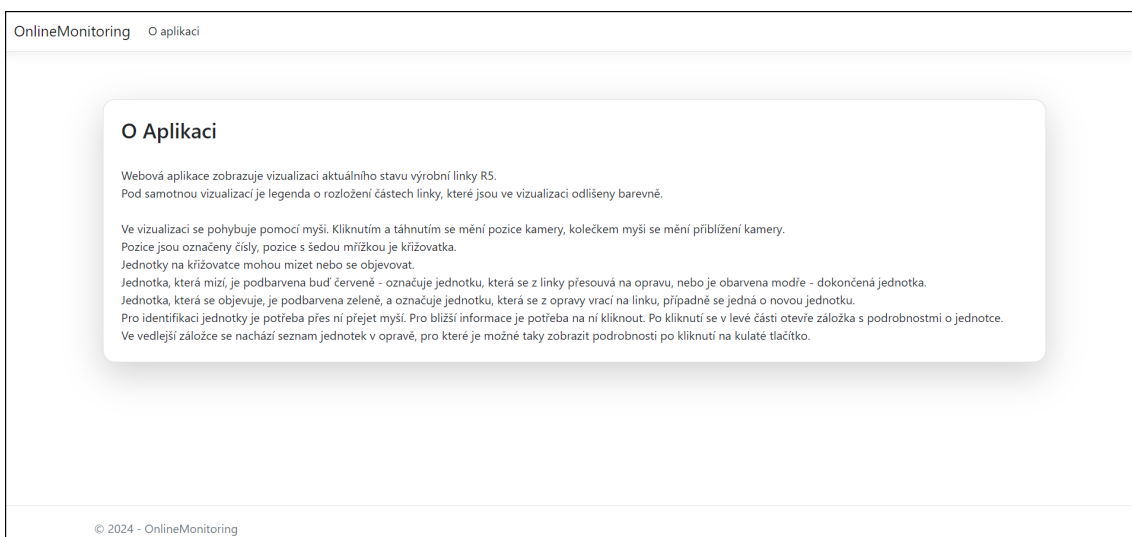 OnlineMonitoring O aplikaci
O Aplikaci
Webová aplikace zobrazuje vizualizaci aktuálního stavu výrobní linky R5.
Pod samotnou vizualizací je legenda o rozložení částech linky, které jsou ve vizualizaci odlišeny barevně.
Ve vizualizaci se pohybuje pomocí myši. Kliknutím a táhnutím se mění pozice kamery, kolečkem myši se mění přiblížení kamery.
Pozice jsou označeny čísly, pozice s šedou mřížkou je křižovatka.
Jednotky na křižovatce mohou mizet nebo se objevovat.
Jednotka, která mizí, je podbarvena buď červeně - označuje jednotku, která se z linky přesouvá na opravu, nebo je obarvena modře - dokončená jednotka.
Jednotka, která se objevuje, je podbarvena zeleně, a označuje jednotku, která se z opravy vrací na linku, případně se jedná o novou jednotku.
Pro identifikaci jednotky je potřeba přes ní přejet myší. Pro bližší informace je potřeba na ní kliknout. Po kliknutí se v levé části otevře záložka s podrobnostmi o jednotce.
Ve vedlejší záložce se nachází seznam jednotek v opravě, pro které je možné taky zobrazit podrobnosti po kliknutí na kulaté tlačítko.
© 2024 - OnlineMonitoring